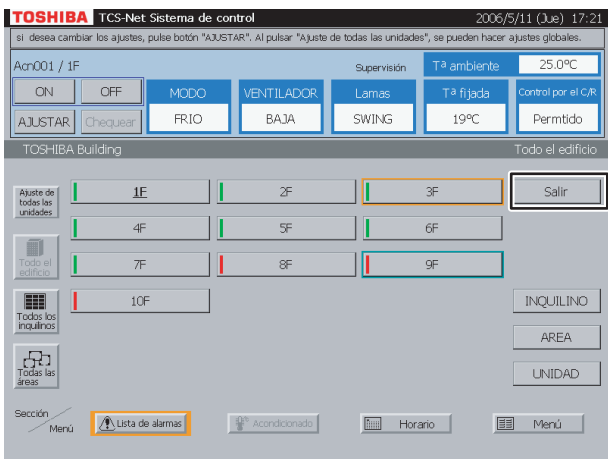 TOSHIBA TCS-Net Sistema de control 2006/5/11 (Jue) 17:21
si desea cambiar los ajustes, pulse botón "AJUSTAR". Al pulsar "Ajuste de todas las unidades", se pueden hacer ajustes globales.
Acn001 / 1F Supervisión Tª ambiente 25.0ºC
ON OFF MODO VENTILADOR Lamas Tª fijada Control por el C/R
AJUSTAR Chequear FRIO BAJA SWING 19ºC Permtido
TOSHIBA Building Todo el edificio
Ajuste de todas las unidades
1F 2F 3F Salir
4F 5F 6F
Todo el edificio
7F 8F 9F
Todos los inquilinos
10F INQUILINO
AREA
Todas las áreas
UNIDAD
Sección / Menú
Lista de alarmas Acondicionado Horario Menú